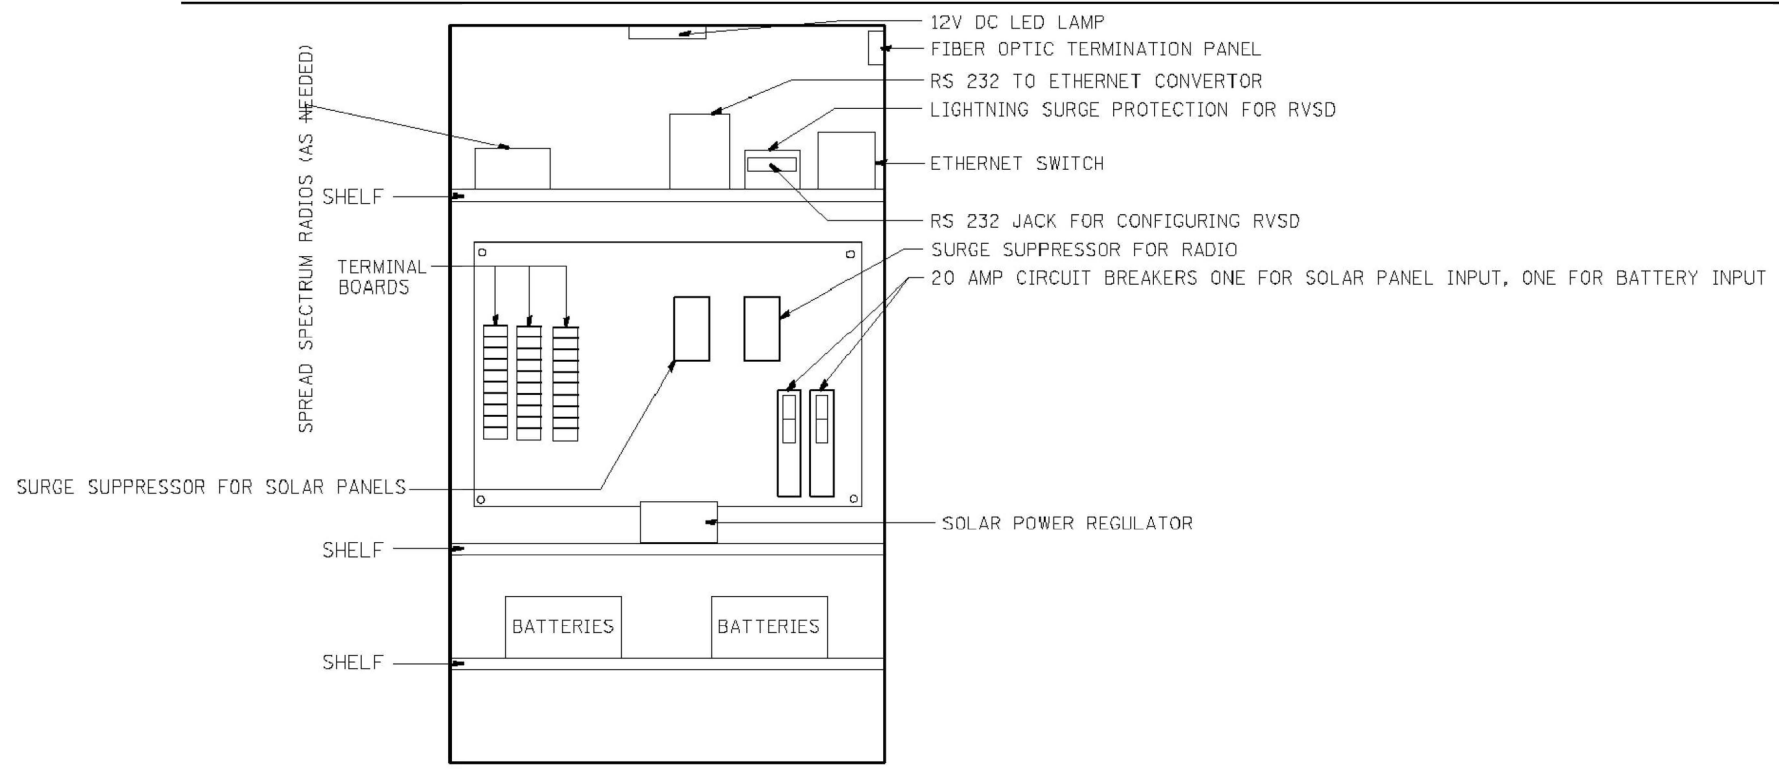 12V DC LED LAMP
FIBER OPTIC TERMINATION PANEL
RS 232 TO ETHERNET CONVERTOR
LIGHTNING SURGE PROTECTION FOR RVSD
ETHERNET SWITCH
SPREAD SPECTRUM RADIOS (AS NEEDED)
SHELF
RS 232 JACK FOR CONFIGURING RVSD
SURGE SUPPRESSOR FOR RADIO
20 AMP CIRCUIT BREAKERS ONE FOR SOLAR PANEL INPUT, ONE FOR BATTERY INPUT
TERMINAL
BOARDS
SURGE SUPPRESSOR FOR SOLAR PANELS
SOLAR POWER REGULATOR
SHELF
BATTERIES
BATTERIES
SHELF